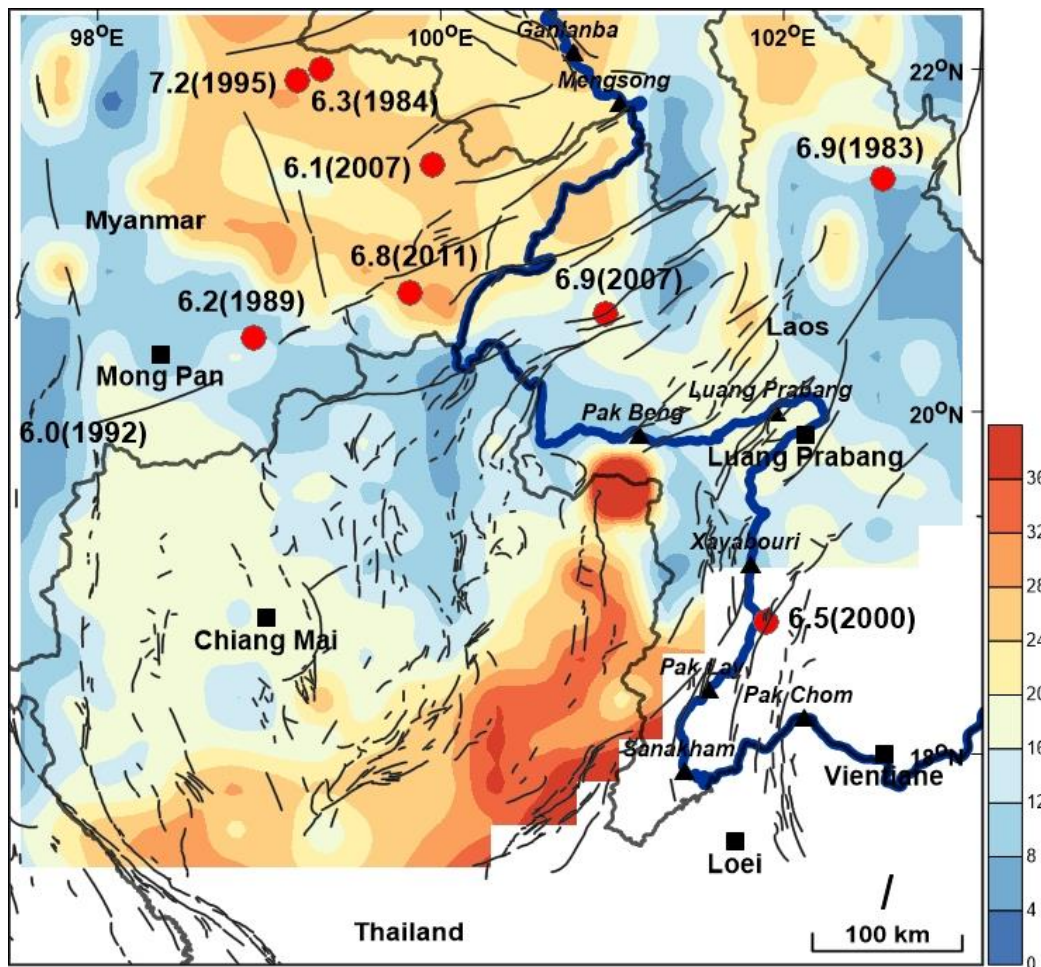 98°E
100°E
102°E
Ganlanba
22°N
7.2(1995)
Mengsong
6.3(1984)
6.9(1983)
6.1(2007)
Myanmar
6.8(2011)
6.9(2007)
6.2(1989)
Laos
Mong Pan
Luang Prabang
Pak Beng
20°N
6.0(1992)
Luang Prabang
36
Xayabouri
32
28
6.5(2000)
Chiang Mai
24
Pak Lay
Pak Chom
20
Sanakham
18°N
16
Vientiane
12
Loei
8
Thailand
100 km
4
0